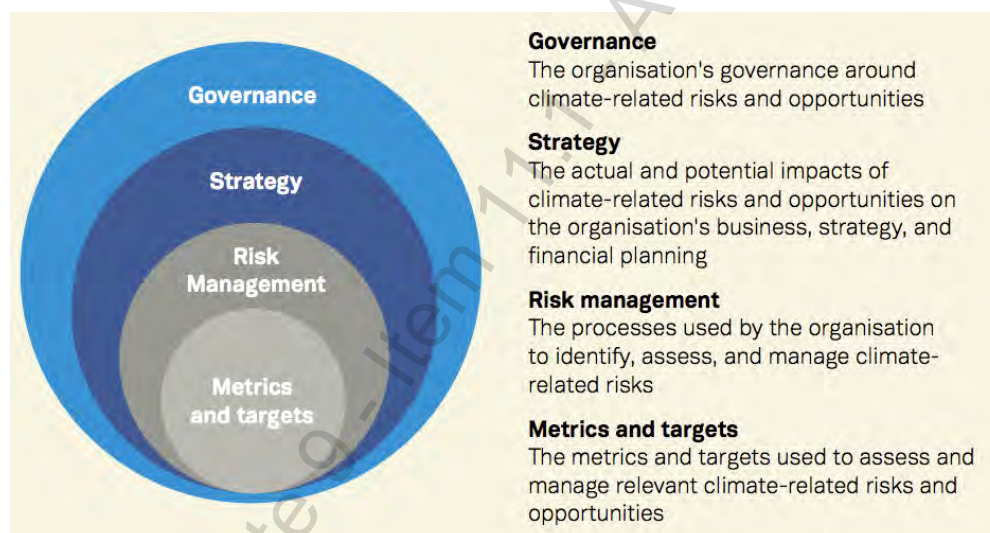 Governance
Strategy
Risk
Management
Metrics
and targets
Governance
The organisation's governance around
climate-related risks and opportunities
Strategy
The actual and potential impacts of
climate-related risks and opportunities on
the organisation's business, strategy, and
financial planning
Risk management
The processes used by the organisation
to identify, assess, and manage climate-
related risks
Metrics and targets
The metrics and targets used to assess and
manage relevant climate-related risks and
opportunities